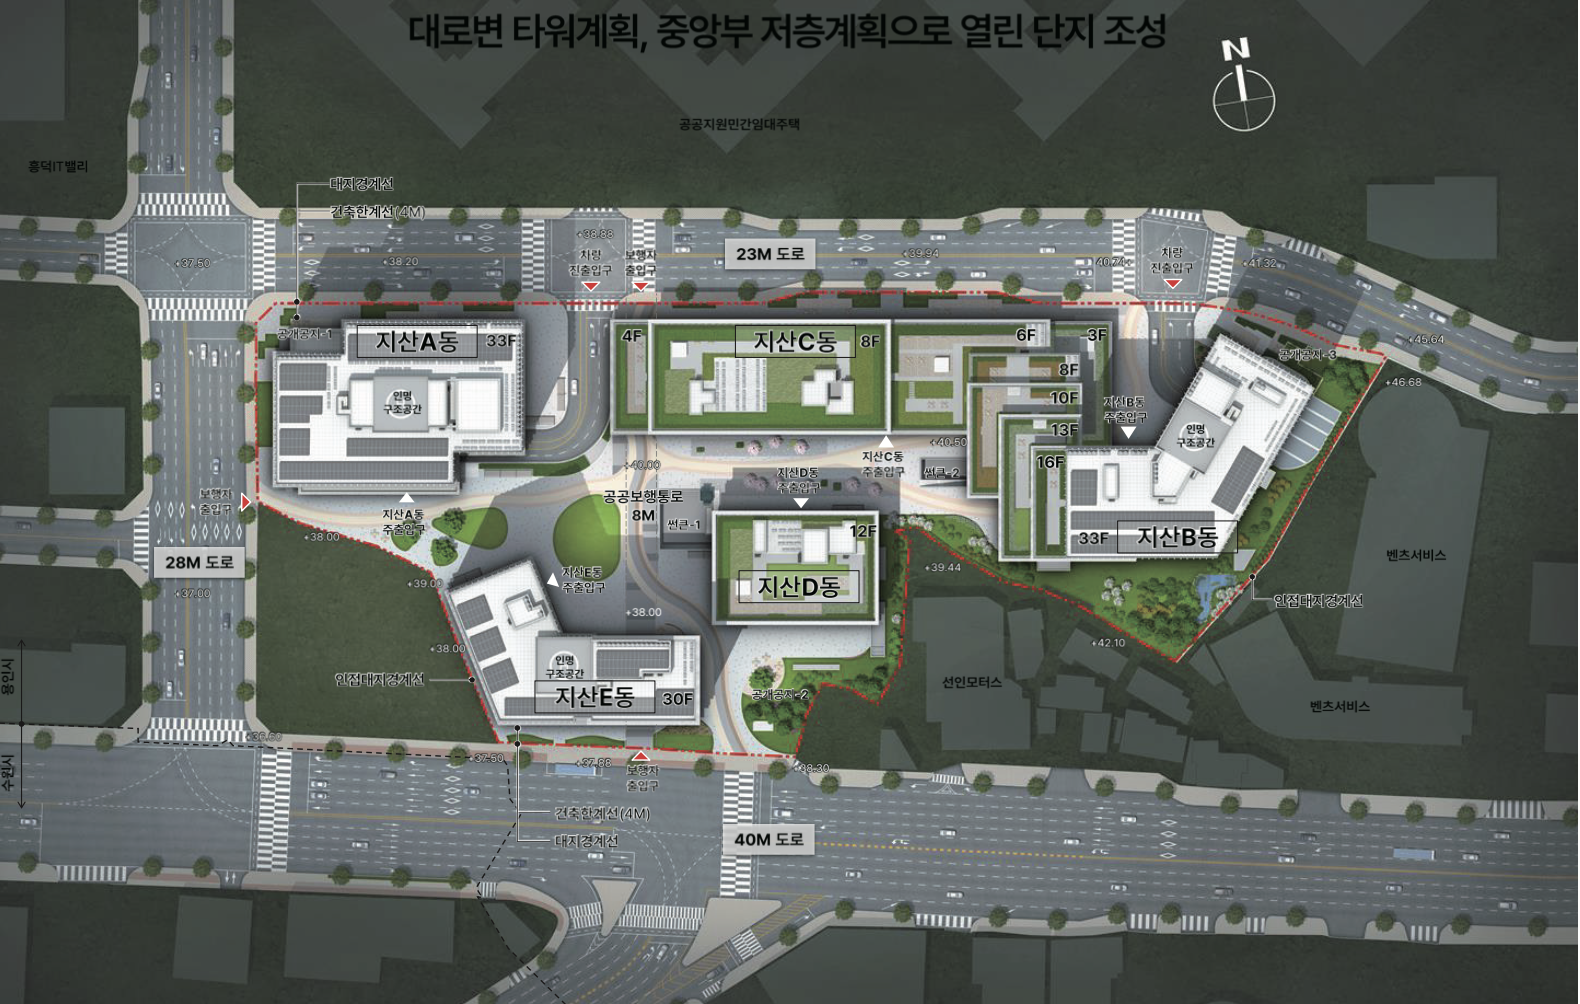 대로변 타워계획, 중앙부 저층계획으로 열린 단지 조성
N
공공지원민간임대주택
흥덕IT밸리
대지경계선
건축한계선(4M)
+38.88
+37.50
+38.20
차량
진출입구
보행자
출입구
23M 도로
+39.94
40.74+
차량
진출입구
+41.32
+45.64
+46.68
공개공지-1
지산A동
33F
4F
지산C동
8F
6F
3F
8F
10F
13F
16F
공개공지-3
인명
구조공간
지산B동
주출입구
인명
구조공간
+40.50
+40.00
지산C동
주출입구
썬큰-2
지산D동
주출입구
보행자
출입구
지산A동
주출입구
공공보행통로
8M
썬큰-1
12F
33F
지산B동
+38.00
28M 도로
+37.00
+39.00
지산E동
주출입구
지산D동
+39.44
벤츠서비스
인접대지경계선
+38.00
+38.00
+42.10
인명
구조공간
인접대지경계선
지산E동
30F
공개공지-2
선인모터스
벤츠서비스
용인시
수원시
+36.60
+37.50
+37.88
보행자
출입구
+38.30
건축한계선(4M)
대지경계선
40M 도로